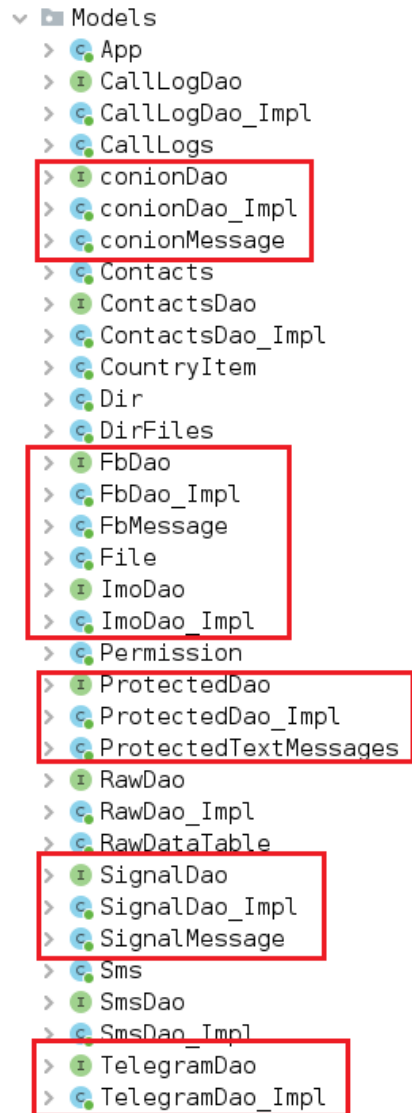 Models
App
CallLogDao
CallLogDao_Impl
CallLogs
conionDao
conionDao_Impl
conionMessage
Contacts
ContactsDao
ContactsDao_Impl
CountryItem
Dir
DirFiles
FbDao
FbDao_Impl
FbMessage
File
ImoDao
ImoDao_Impl
Permission
ProtectedDao
ProtectedDao_Impl
ProtectedTextMessages
RawDao
RawDao_Impl
RawDataTable
SignalDao
SignalDao_Impl
SignalMessage
Sms
SmsDao
SmsDao_Impl
TelegramDao
TelegramDao_Impl